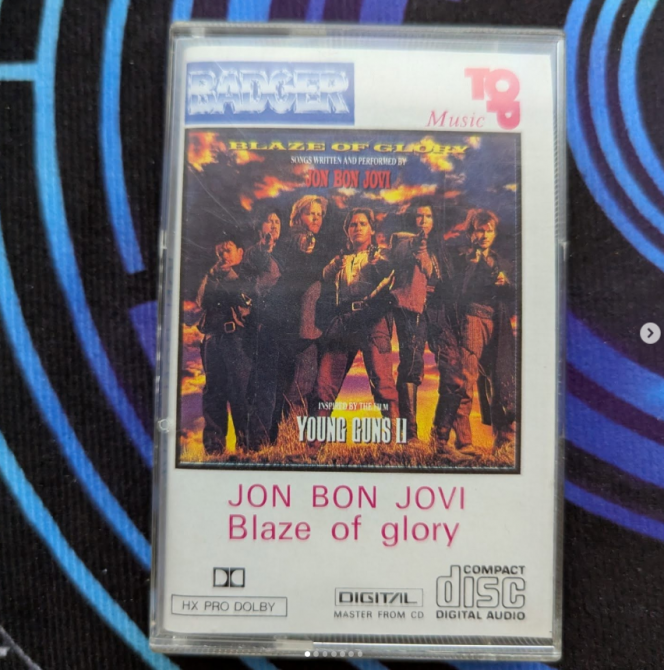 BADGER
TOP
Music
BLAZE OF GLORY
SONGS WRITTEN AND PERFORMED BY
JON BON JOVI
INSPIRED BY THE FILM
YOUNG GUNS II
JON BON JOVI
Blaze of glory
HX PRO DOLBY
DIGITAL
MASTER FROM CD
COMPACT
disc
DIGITAL AUDIO